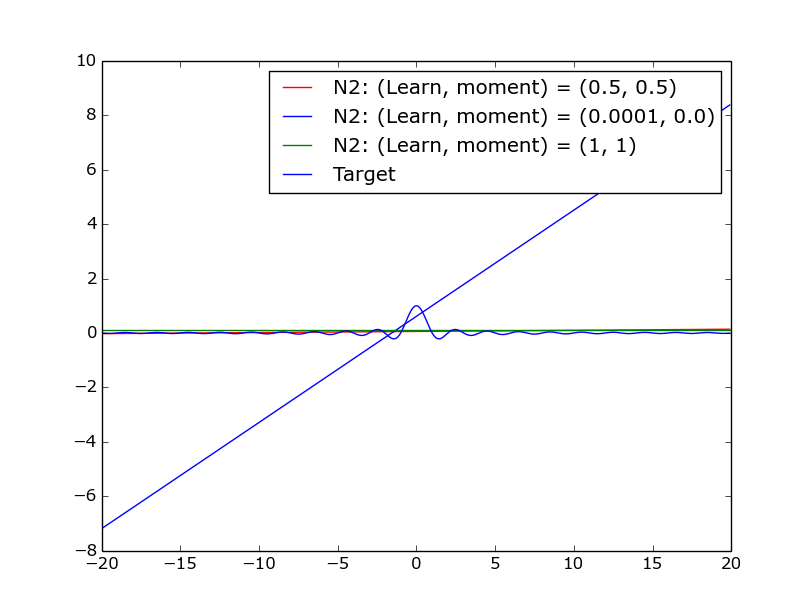 10
8
6
4
2
0
−2
−4
−6
−8
−20 −15 −10 −5 0 5 10 15 20
N2: (Learn, moment) = (0.5, 0.5)
N2: (Learn, moment) = (0.0001, 0.0)
N2: (Learn, moment) = (1, 1)
Target